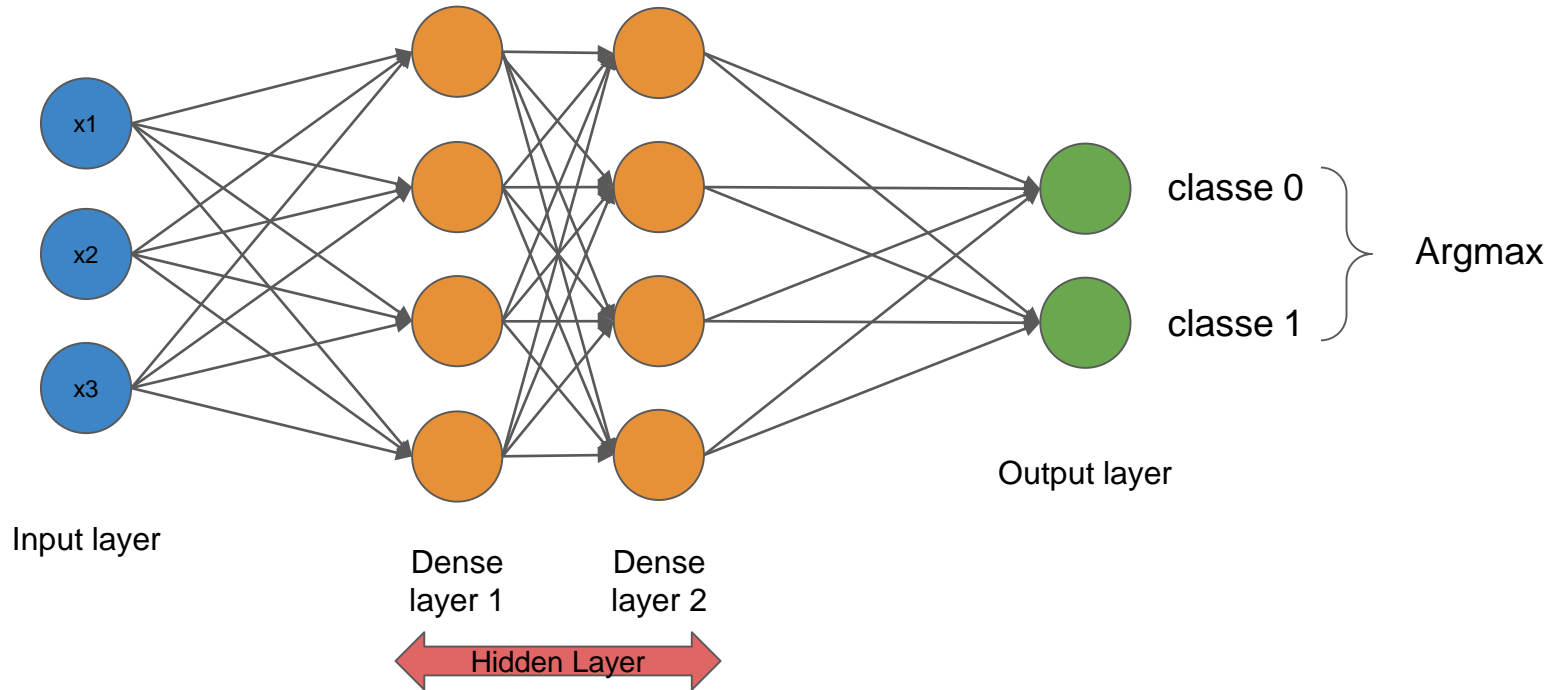 x1
x2
x3
classe 0
classe 1
Argmax
Input layer
Dense
layer 1
Dense
layer 2
Output layer
Hidden Layer